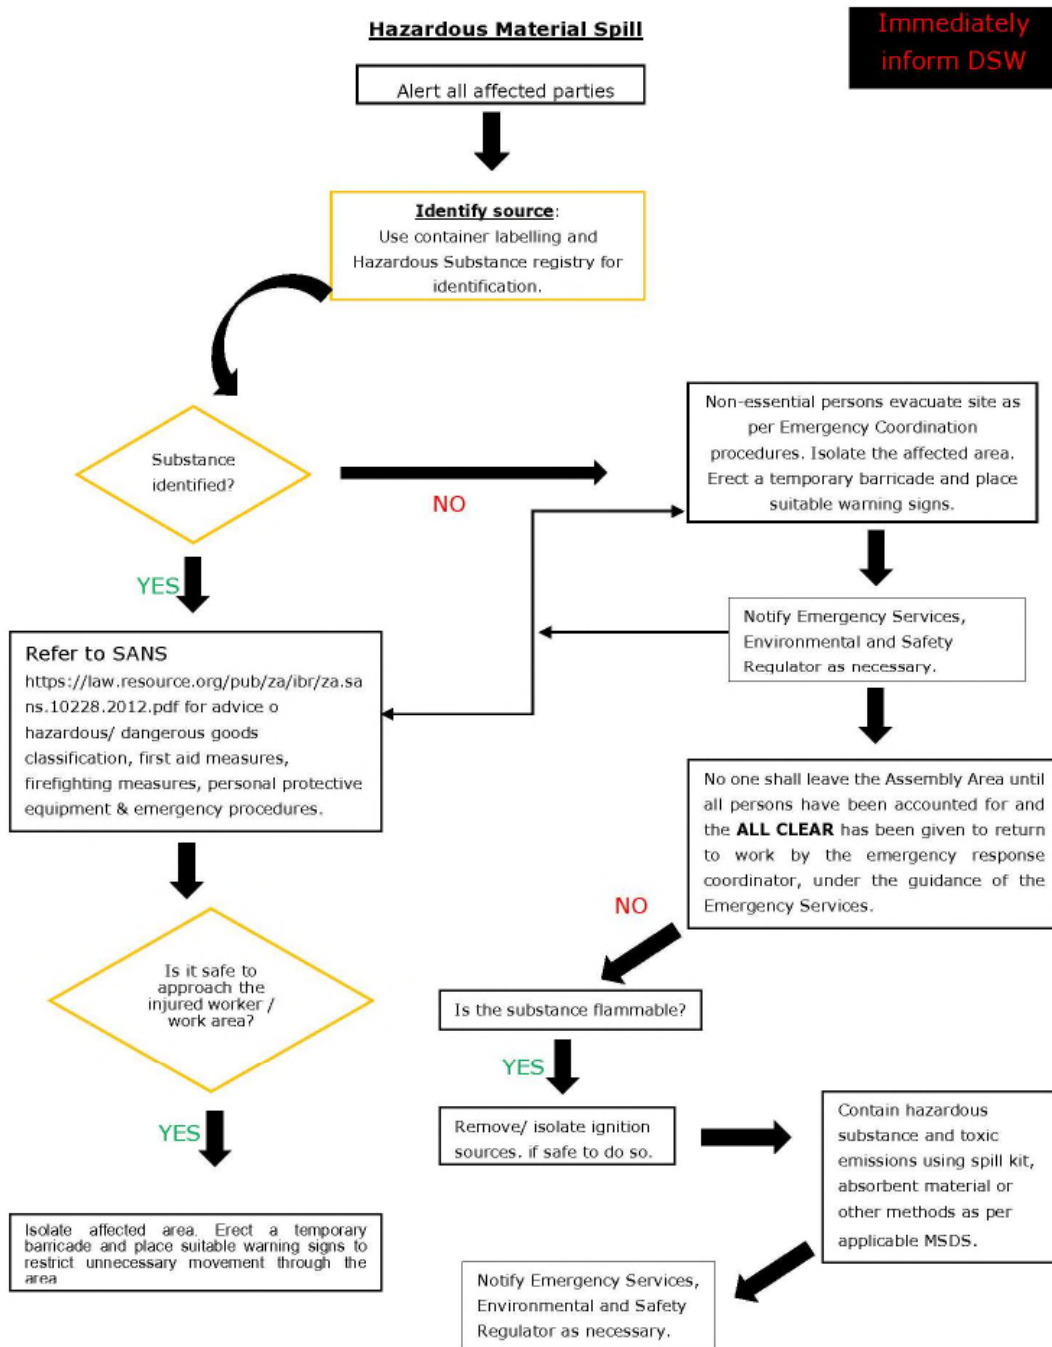 Hazardous Material Spill
Immediately
inform DSW
Alert all affected parties
Identify source:
Use container labelling and
Hazardous Substance registry for
identification.
Substance
identified?
NO
Non-essential persons evacuate site as
per Emergency Coordination
procedures. Isolate the affected area.
Erect a temporary barricade and place
suitable warning signs.
YES
Notify Emergency Services,
Environmental and Safety
Regulator as necessary.
Refer to SANS
https://law.resource.org/pub/za/ibr/za.sa
ns.10228.2012.pdf for advice o
hazardous/ dangerous goods
classification, first aid measures,
firefighting measures, personal protective
equipment & emergency procedures.
No one shall leave the Assembly Area until
all persons have been accounted for and
the ALL CLEAR has been given to return
to work by the emergency response
coordinator, under the guidance of the
Emergency Services.
NO
Is it safe to
approach the
injured worker /
work area?
Is the substance flammable?
YES
YES
Remove/ isolate ignition
sources. if safe to do so.
Contain hazardous
substance and toxic
emissions using spill kit,
absorbent material or
other methods as per
applicable MSDS.
Isolate affected area. Erect a temporary
barricade and place suitable warning signs to
restrict unnecessary movement through the
area
Notify Emergency Services,
Environmental and Safety
Regulator as necessary.